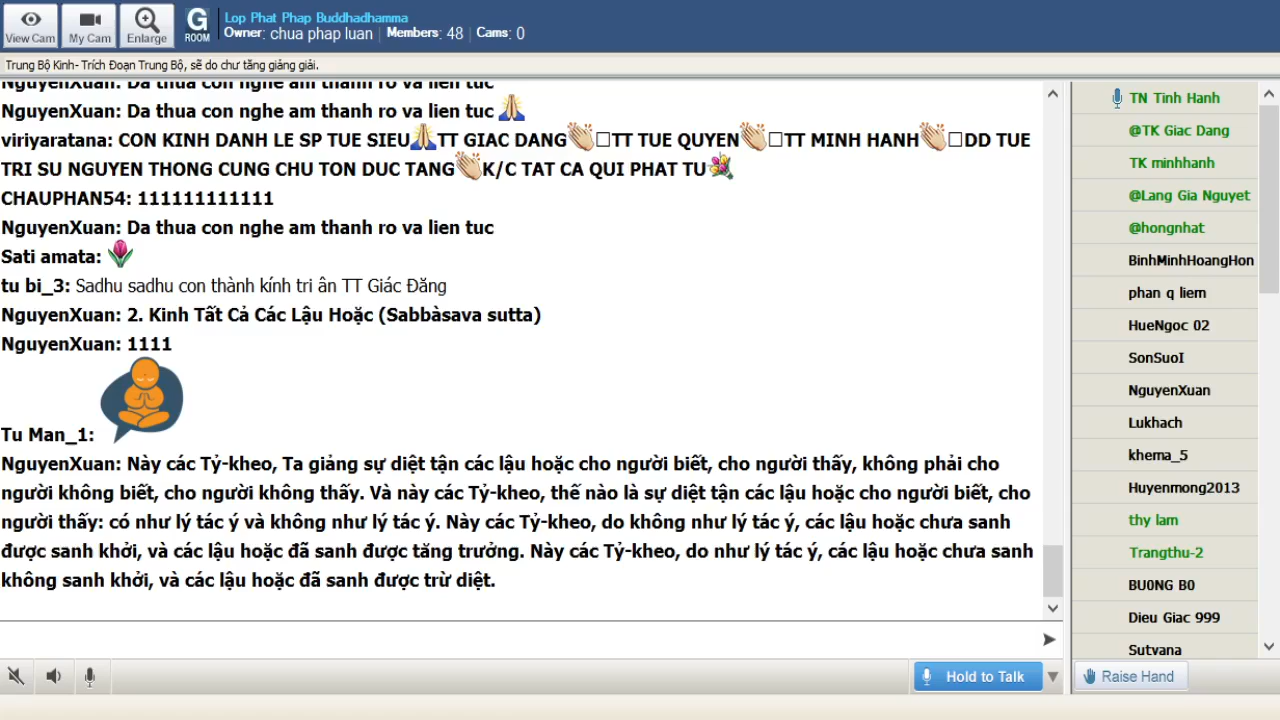 View Cam
My Cam
Enlarge
G
ROOM
Lop Phat Phap Buddhadhamma
Owner: chua phap luan | Members: 48 | Cams: 0
Trung Bộ Kinh- Trích Đoạn Trung Bộ, sẽ do chư tăng giảng giải.
NguyenXuan: Da thua con nghe am thanh ro va lien tuc
NguyenXuan: Da thua con nghe am thanh ro va lien tuc
viriyaratana: CON KINH DANH LE SP TUE SIEU TT GIAC DANG TT TUE QUYEN TT MINH HANH DD TUE
TRI SU NGUYEN THONG CUNG CHU TON DUC TANG K/C TAT CA QUI PHAT TU
CHAUPHAN54: 111111111111
NguyenXuan: Da thua con nghe am thanh ro va lien tuc
Sati amata:
tu bi_3: Sadhu sadhu con thành kính tri ân TT Giác Đăng
NguyenXuan: 2. Kinh Tất Cả Các Lậu Hoặc (Sabbàsava sutta)
NguyenXuan: 1111
Tu Man_1:
NguyenXuan: Này các Tỷ-kheo, Ta giảng sự diệt tận các lậu hoặc cho người biết, cho người thấy, không phải cho
người không biết, cho người không thấy. Và này các Tỷ-kheo, thế nào là sự diệt tận các lậu hoặc cho người biết, cho
người thấy: có như lý tác ý và không như lý tác ý. Này các Tỷ-kheo, do không như lý tác ý, các lậu hoặc chưa sanh
được sanh khởi, và các lậu hoặc đã sanh được tăng trưởng. Này các Tỷ-kheo, do như lý tác ý, các lậu hoặc chưa sanh
không sanh khởi, và các lậu hoặc đã sanh được trừ diệt.
TN Tinh Hanh
@TK Giac Dang
TK minhhanh
@Lang Gia Nguyet
@hongnhat
BinhMinhHoangHon
phan q liem
HueNgoc 02
SonSuoI
NguyenXuan
Lukhach
khema_5
Huyenmong2013
thy lam
Trangthu-2
BU0NG B0
Dieu Giac 999
Sutvana
Hold to Talk
Raise Hand